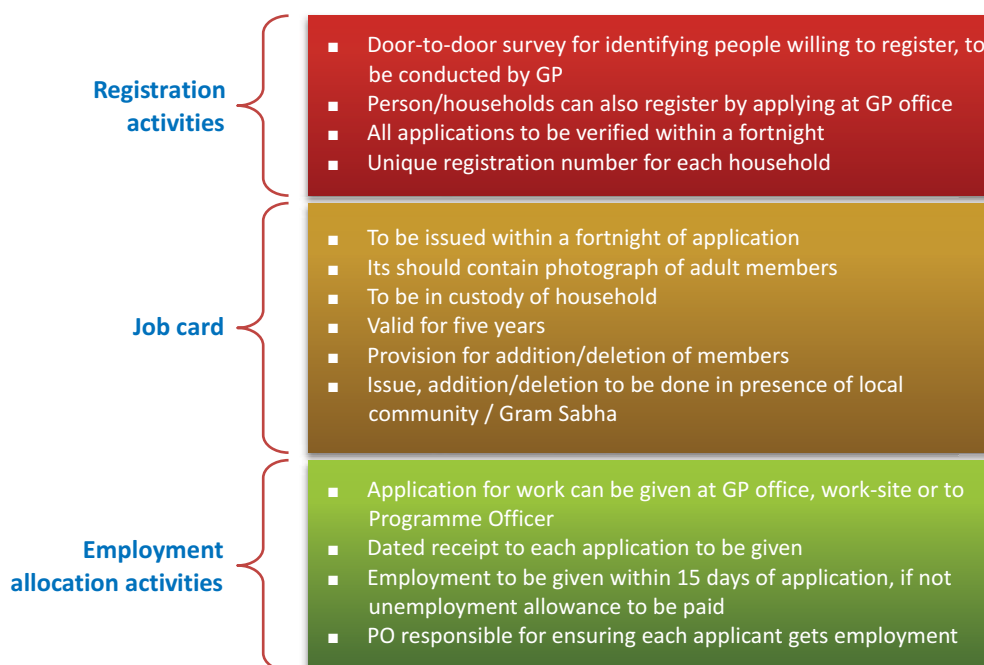 Registration
activities
■ Door-to-door survey for identifying people willing to register, to
be conducted by GP
■ Person/households can also register by applying at GP office
■ All applications to be verified within a fortnight
■ Unique registration number for each household
Job card
■ To be issued within a fortnight of application
■ Its should contain photograph of adult members
■ To be in custody of household
■ Valid for five years
■ Provision for addition/deletion of members
■ Issue, addition/deletion to be done in presence of local
community / Gram Sabha
Employment
allocation activities
■ Application for work can be given at GP office, work-site or to
Programme Officer
■ Dated receipt to each application to be given
■ Employment to be given within 15 days of application, if not
unemployment allowance to be paid
■ PO responsible for ensuring each applicant gets employment